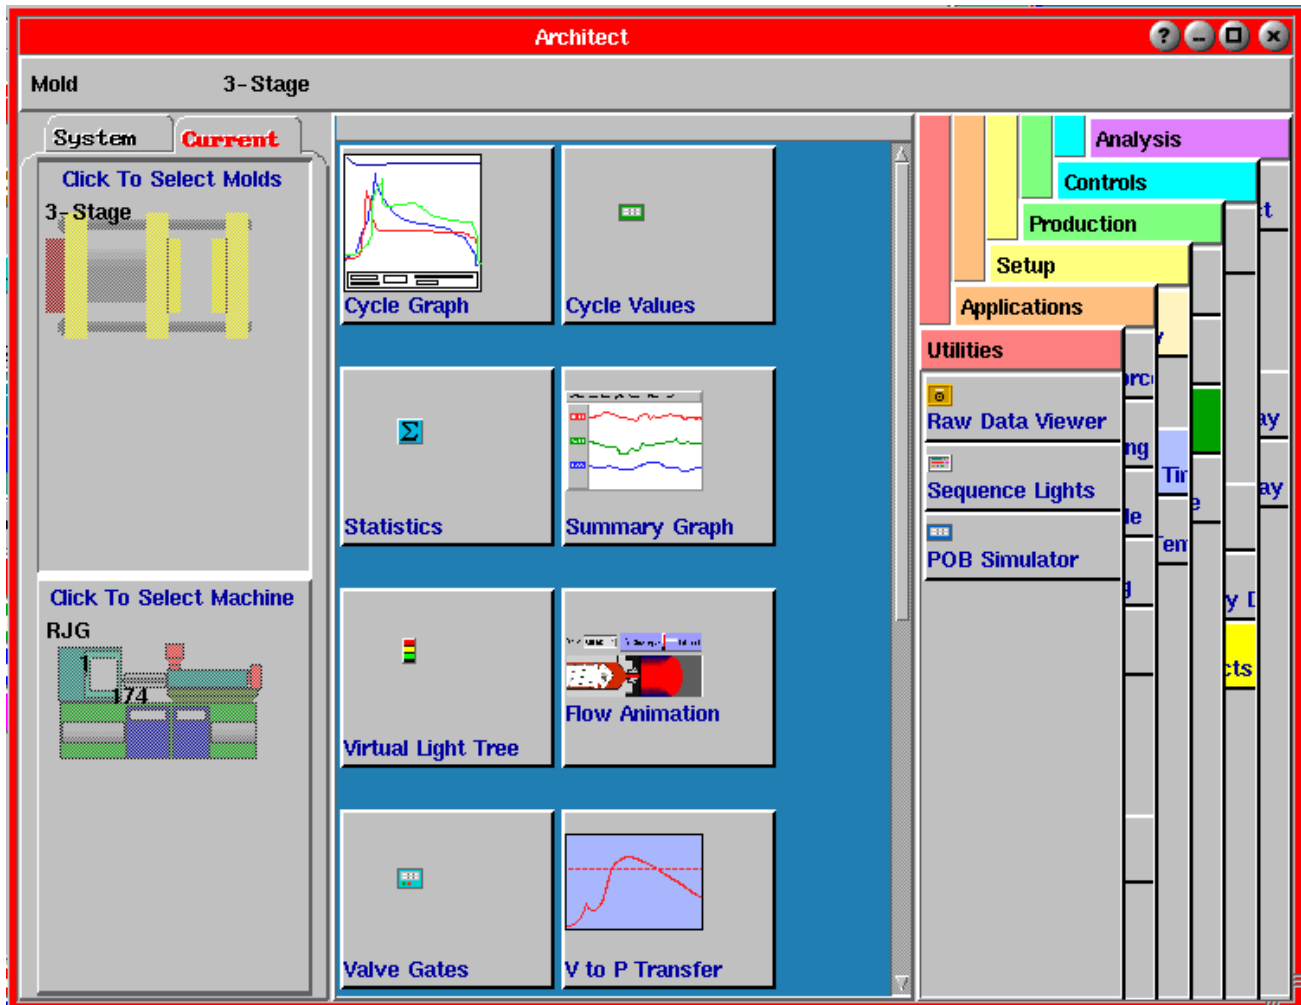 Architect
Mold 3-Stage
System Current
Click To Select Molds
3-Stage
Click To Select Machine
RJG
1
174
Cycle Graph
Cycle Values
Statistics
Summary Graph
Virtual Light Tree
Flow Animation
Valve Gates
V to P Transfer
Analysis
Controls
Production
Setup
Applications
Utilities
Raw Data Viewer
Sequence Lights
POB Simulator